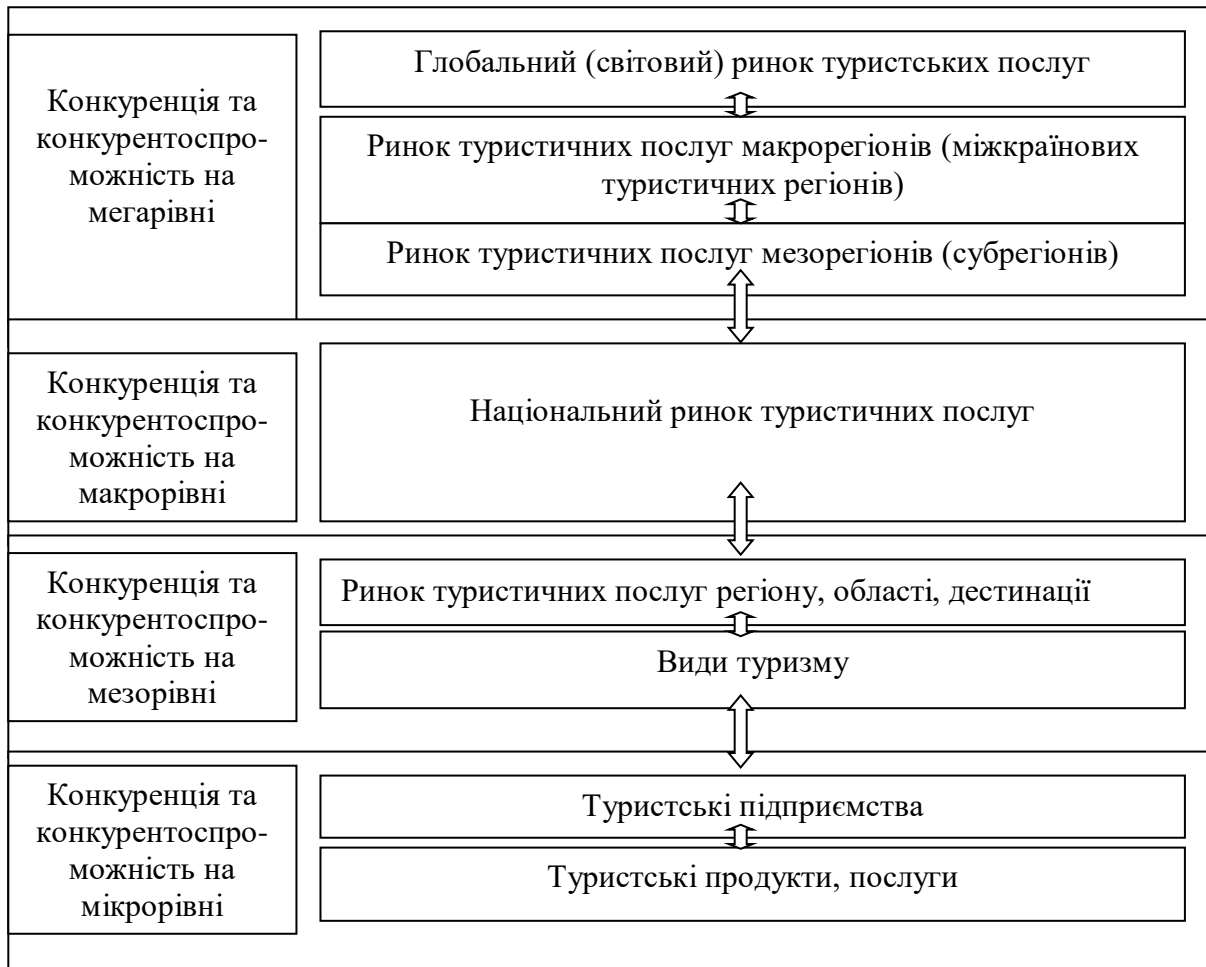 Конкуренція та
конкурентоспро-
можність на
мегарівні
Глобальний (світовий) ринок туристських послуг
Ринок туристичних послуг макрорегіонів (міжкраїнових
туристичних регіонів)
Ринок туристичних послуг мезорегіонів (субрегіонів)
Конкуренція та
конкурентоспро-
можність на
макрорівні
Національний ринок туристичних послуг
Конкуренція та
конкурентоспро-
можність на
мезорівні
Ринок туристичних послуг регіону, області, дестинації
Види туризму
Конкуренція та
конкурентоспро-
можність на
мікрорівні
Туристські підприємства
Туристські продукти, послуги